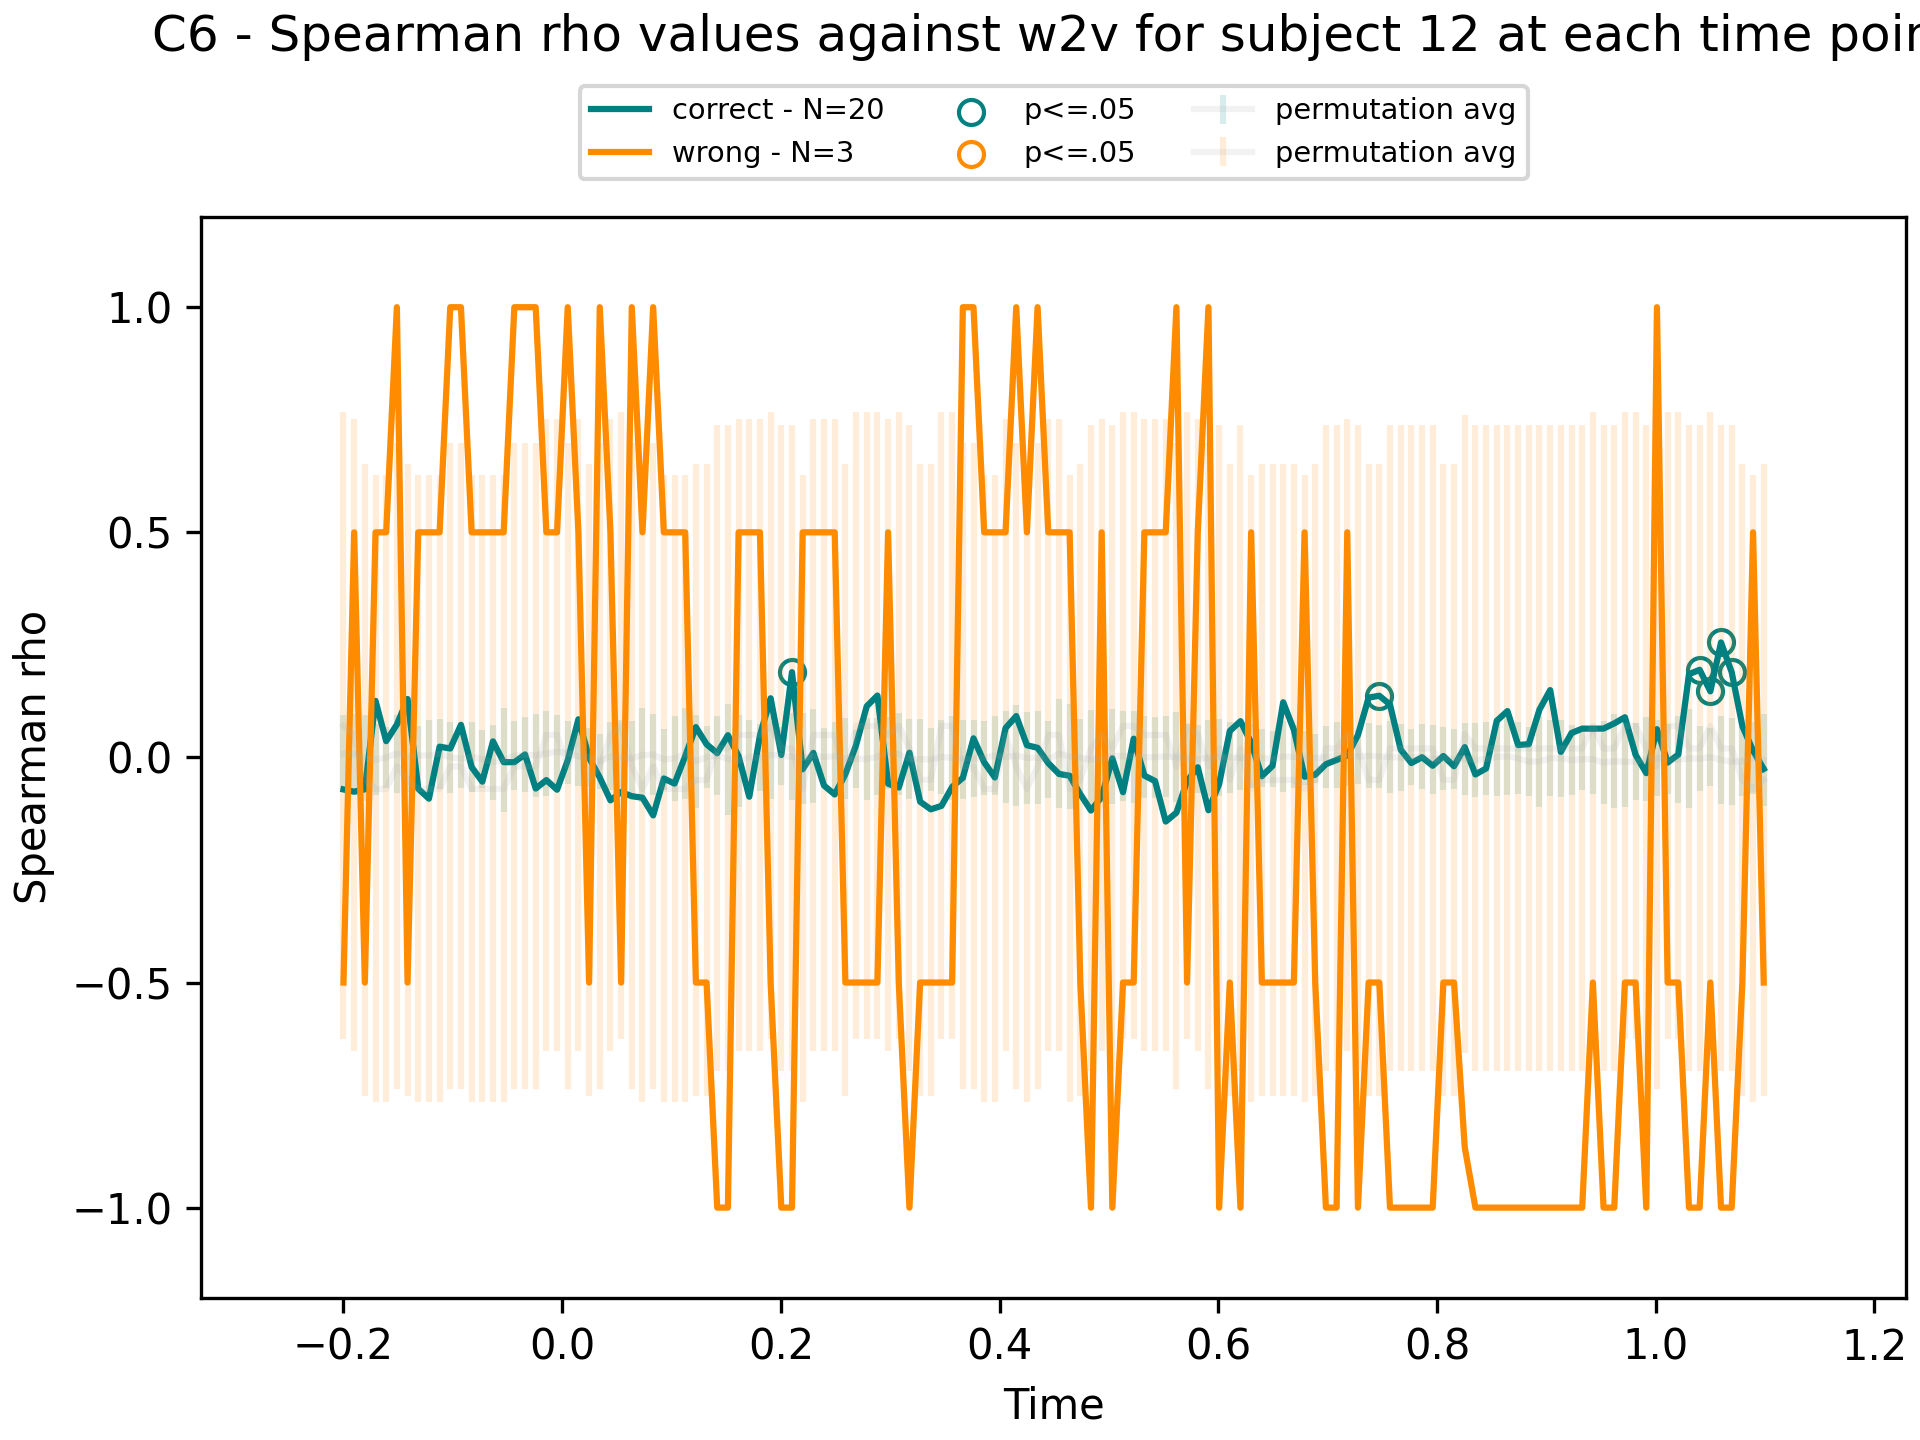 C6 - Spearman rho values against w2v for subject 12 at each time
correct - N=20 p<=.05 permutation avg
wrong - N=3 p<=.05 permutation avg
1.0
0.5
0.0
−0.5
−1.0
Spearman rho
−0.2 0.0 0.2 0.4 0.6 0.8 1.0 1.2
Time